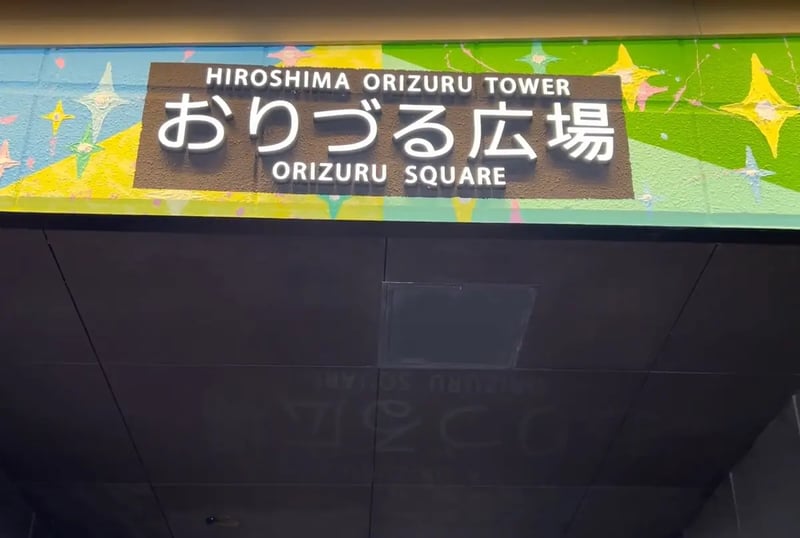 HIROSHIMA ORIZURU TOWER
おりづる広場
ORIZURU SQUARE